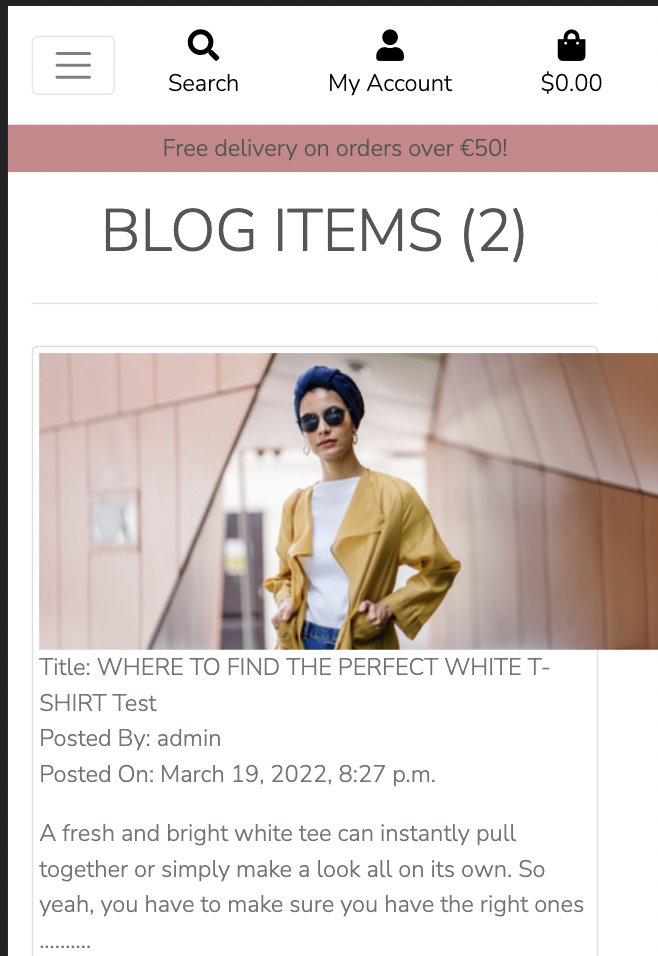 Search
My Account
$0.00
Free delivery on orders over €50!
BLOG ITEMS (2)
Title: WHERE TO FIND THE PERFECT WHITE T-
SHIRT Test
Posted By: admin
Posted On: March 19, 2022, 8:27 p.m.
A fresh and bright white tee can instantly pull
together or simply make a look all on its own. So
yeah, you have to make sure you have the right ones
..........